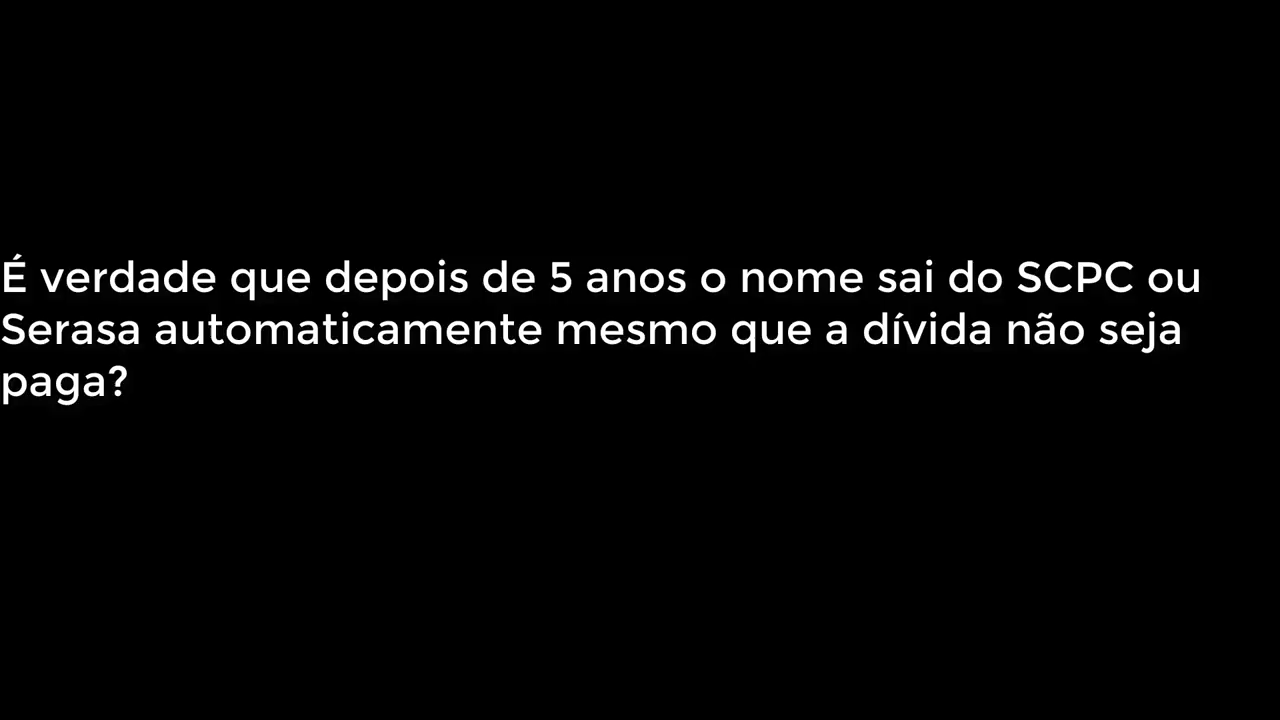 É verdade que depois de 5 anos o nome sai do SCPC ou
Serasa automaticamente mesmo que a dívida não seja
paga?